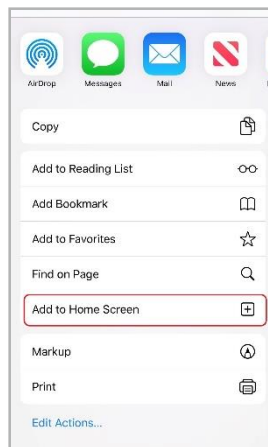 AirDrop
Messages
Mail
News
Copy
Add to Reading List
Add Bookmark
Add to Favorites
Find on Page
Add to Home Screen
Markup
Print
Edit Actions...